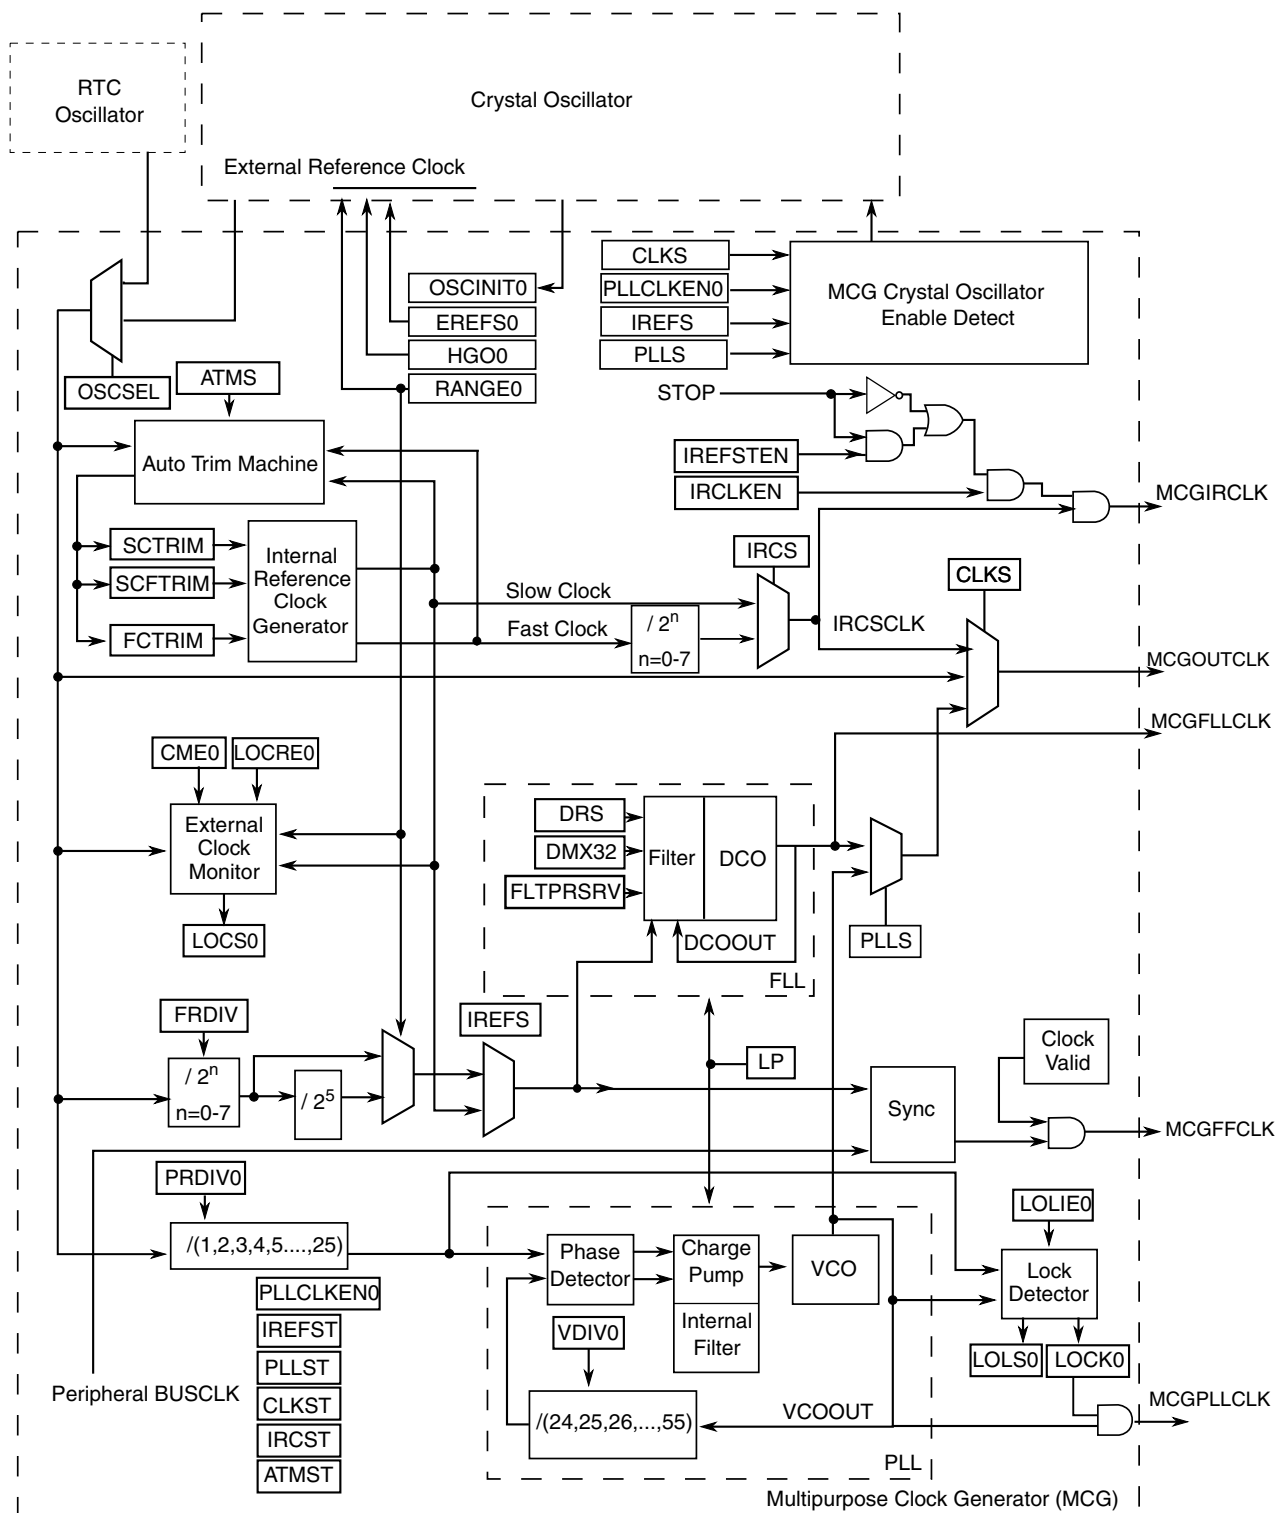 RTC
Oscillator
Crystal Oscillator
External Reference Clock
CLKS
PLLCLKEN0
IREFS
PLLS
MCG Crystal Oscillator
Enable Detect
OSCINIT0
EREFS0
HGO0
RANGE0
OSCSEL
ATMS
STOP
Auto Trim Machine
IREFSTEN
IRCLKEN
MCGIRCLK
SCTRIM
SCFTRIM
FCTRIM
Internal
Reference
Clock
Generator
IRCS
CLKS
Slow Clock
Fast Clock
/ 2n
n=0-7
IRCSCLK
MCGOUTCLK
MCGFLLCLK
CME0
LOCRE0
External
Clock
Monitor
LOCS0
DRS
DMX32
FLTPRSRV
Filter
DCO
DCOOUT
FLL
PLLS
FRDIV
/ 2n
n=0-7
/ 25
IREFS
LP
Clock
Valid
Sync
MCGFFCLK
PRDIV0
/(1,2,3,4,5....,25)
Phase
Detector
Charge
Pump
Internal
Filter
VCO
LOLIE0
Lock
Detector
LOLS0
LOCK0
PLLCLKEN0
IREFST
PLLST
CLKST
IRCST
ATMST
VDIV0
/(24,25,26,...,55)
VCOOUT
PLL
Peripheral BUSCLK
MCGPLLCLK
Multipurpose Clock Generator (MCG)